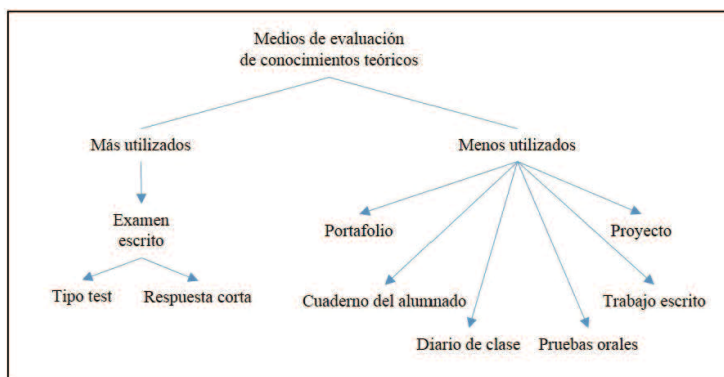 Medios de evaluación
de conocimientos teóricos
Más utilizados
Menos utilizados
Examen
escrito
Portafolio
Proyecto
Tipo test
Respuesta corta
Cuaderno del alumnado
Trabajo escrito
Diario de clase
Pruebas orales